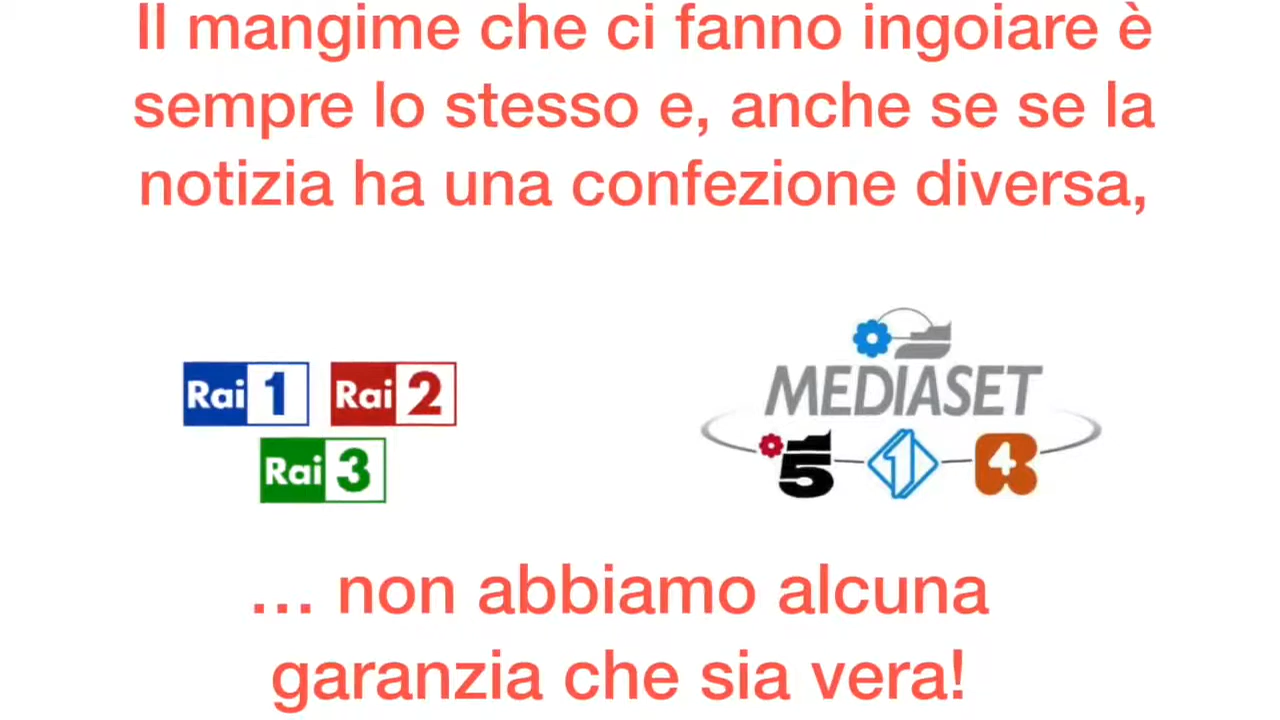 Il mangime che ci fanno ingoiare è
sempre lo stesso e, anche se se la
notizia ha una confezione diversa,
Rai 1 Rai 2
Rai 3
MEDIASET
5 1 4
... non abbiamo alcuna
garanzia che sia vera!